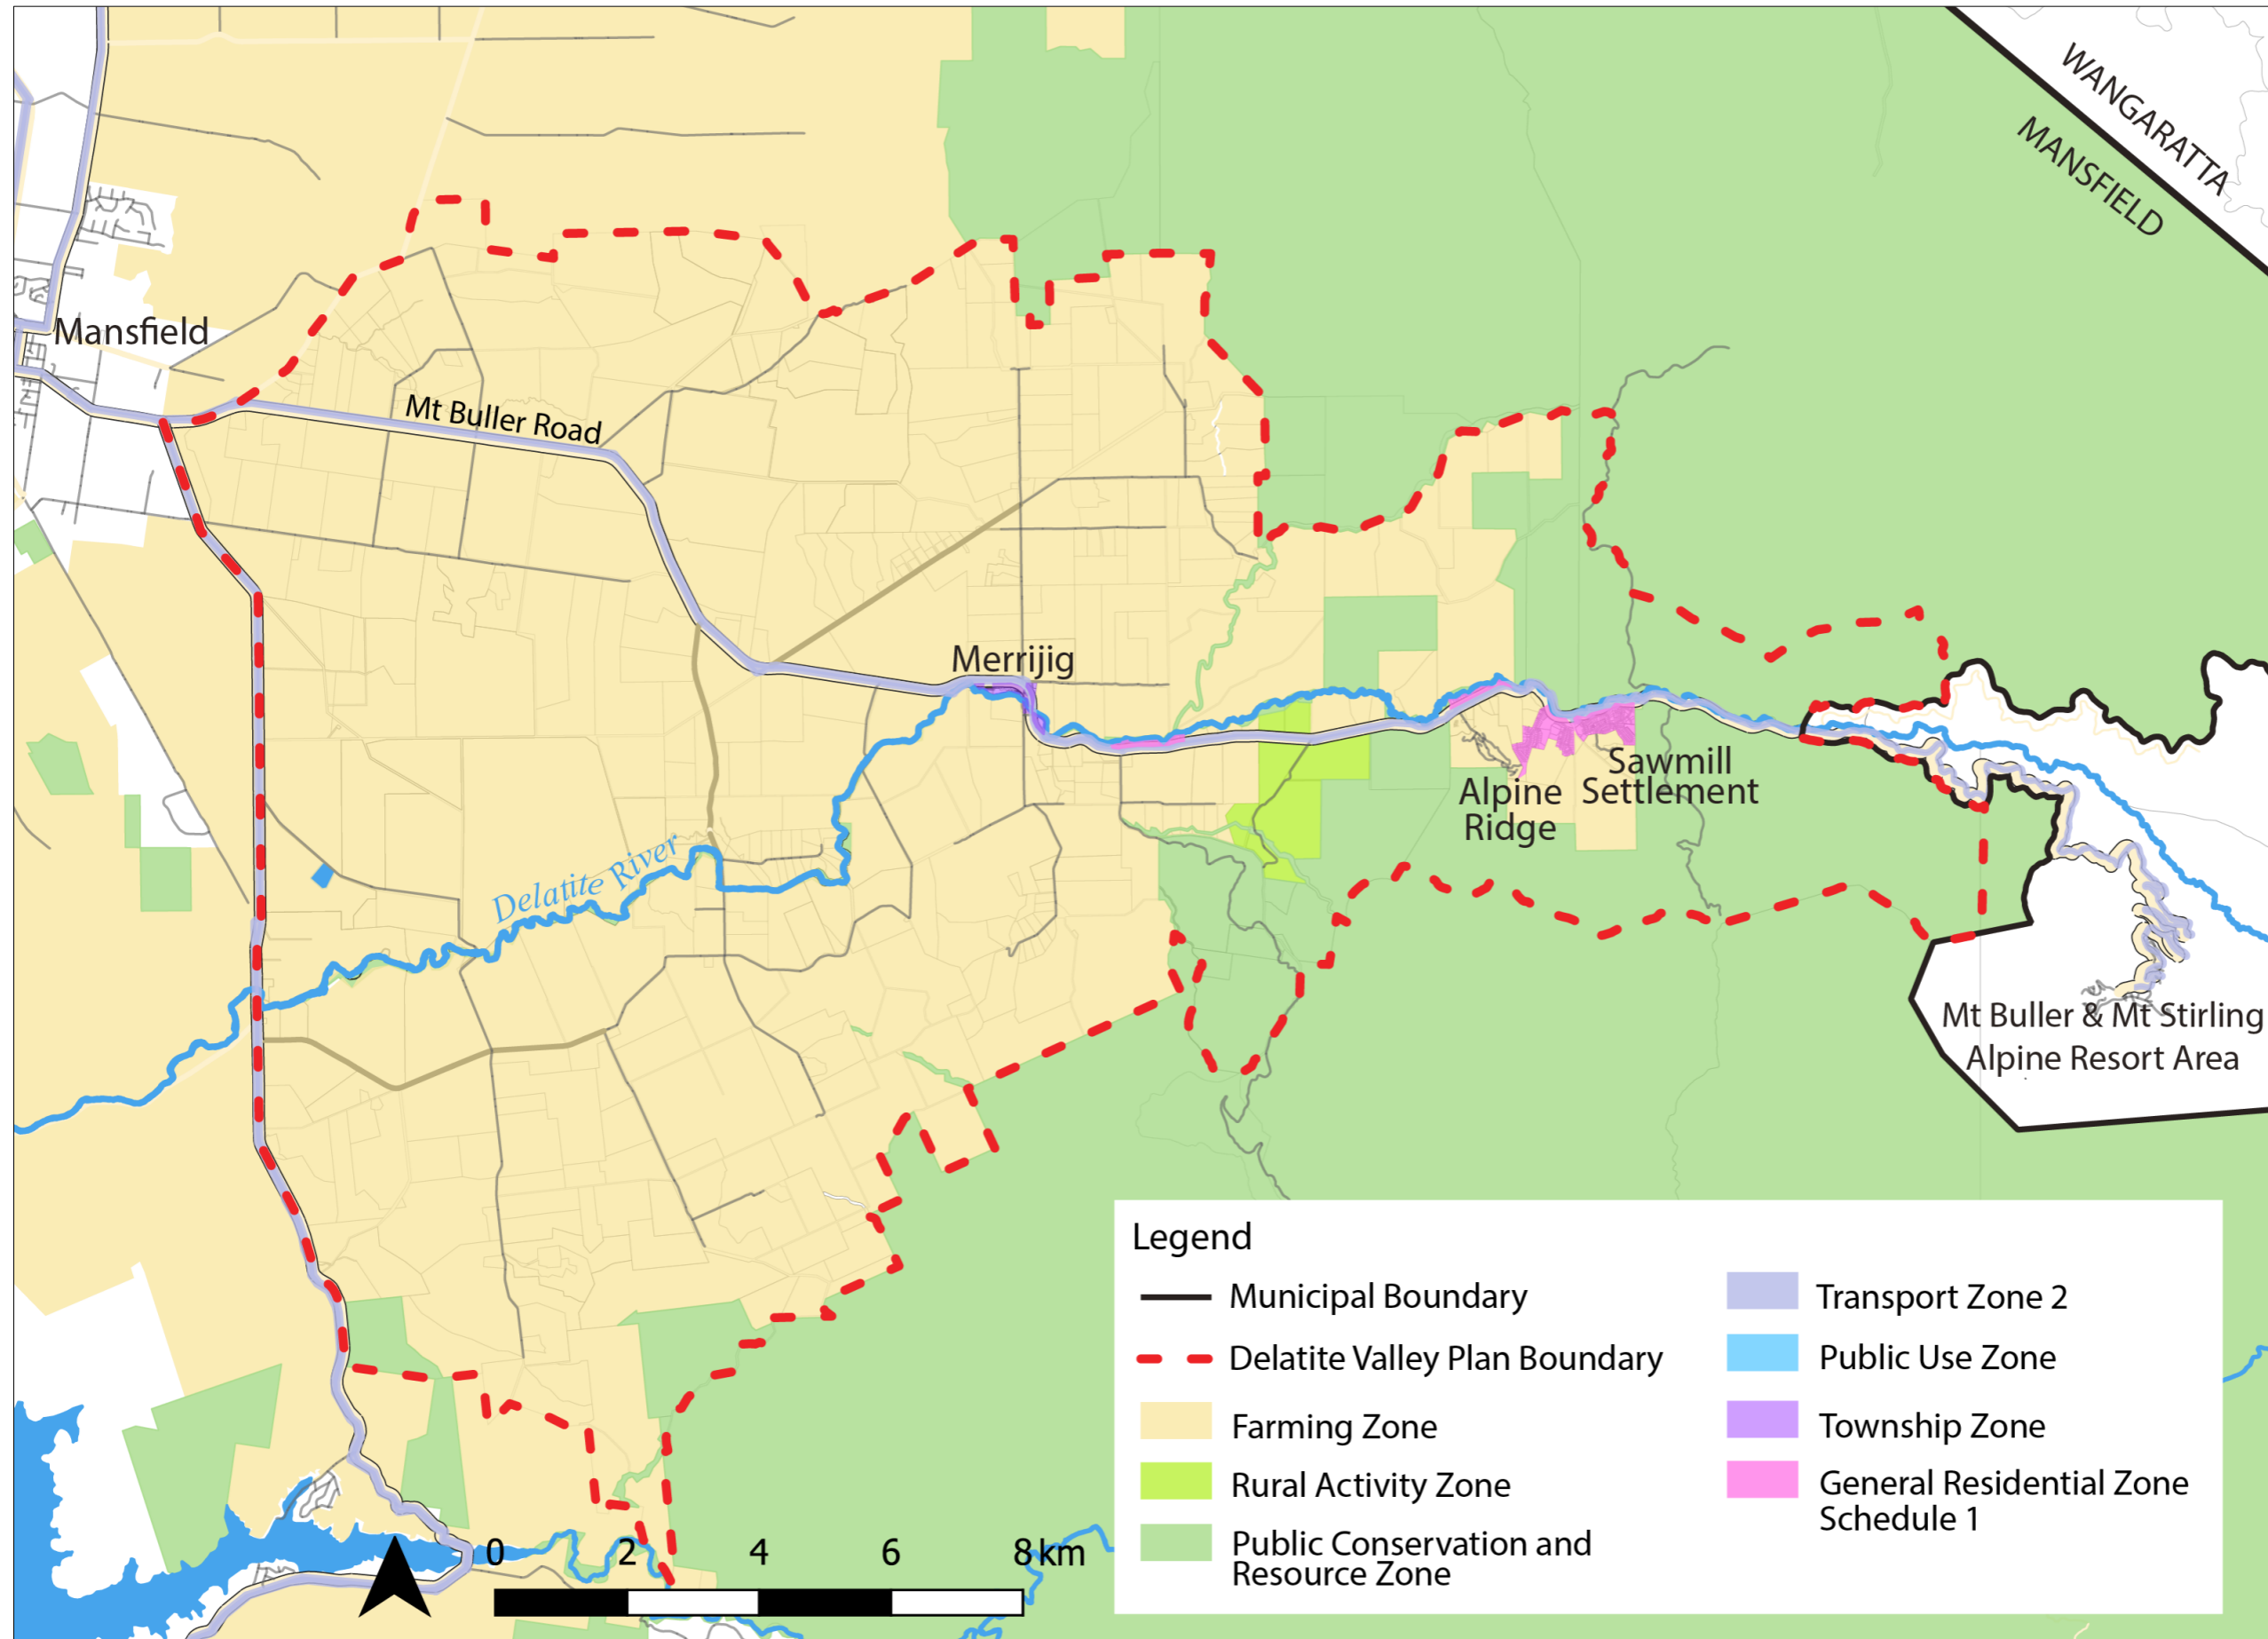 WANGARATTA
MANSFIELD
Mansfield
Mt Buller Road
Merrijig
Sawmill
Settlement
Alpine
Ridge
Delatite River
Mt Buller & Mt Stirling
Alpine Resort Area
Legend
Municipal Boundary
Delatite Valley Plan Boundary
Farming Zone
Rural Activity Zone
Public Conservation and
Resource Zone
Transport Zone 2
Public Use Zone
Township Zone
General Residential Zone
Schedule 1
0 2 4 6 8km